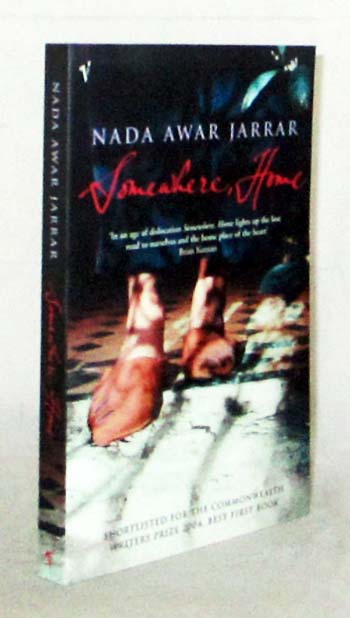 V
NADA AWAR JARRAR
Somewhere, Home
'In an age of dislocation Somewhere, Home lights up the lost
road to ourselves and the home place of the heart'
Brian Keenan
SHORTLISTED FOR THE COMMONWEALTH
WRITERS PRIZE 2004, BEST FIRST BOOK
NADA AWAR JARRAR
Somewhere, Home